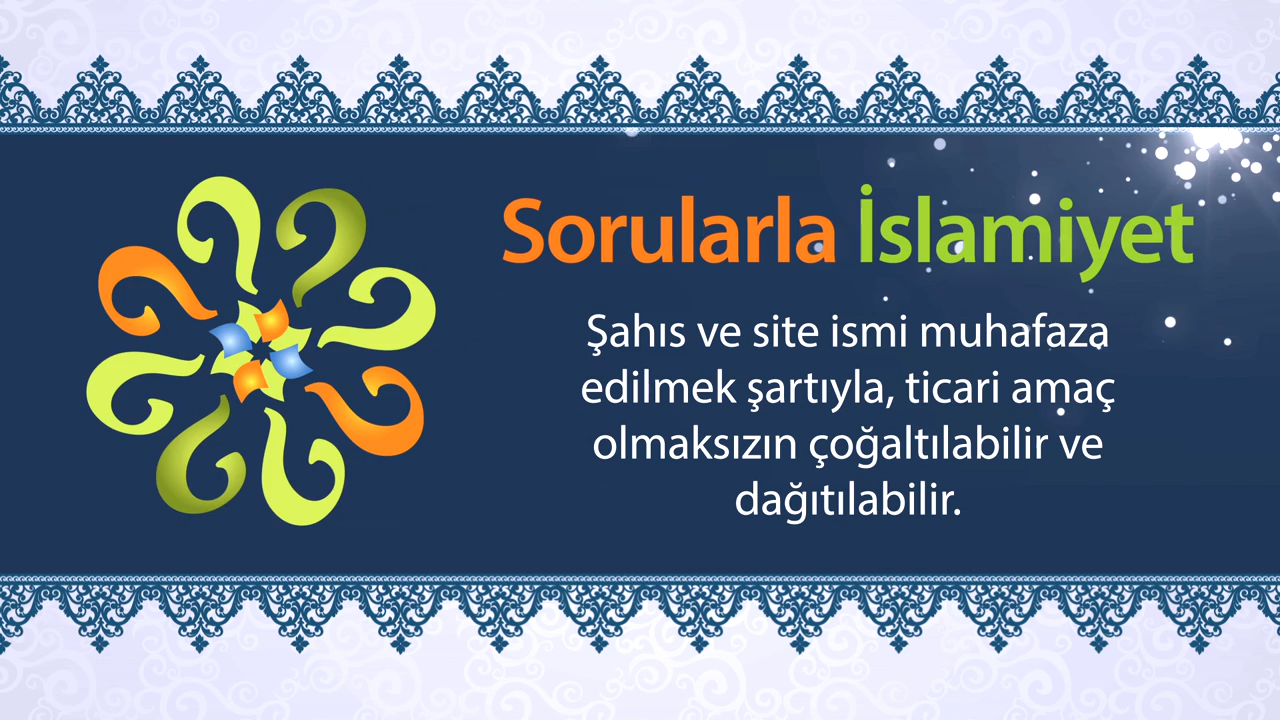 Sorularla İslamiyet
Şahıs ve site ismi muhafaza
edilmek şartıyla, ticari amaç
olmaksızın çoğaltılabilir ve
dağıtılabilir.